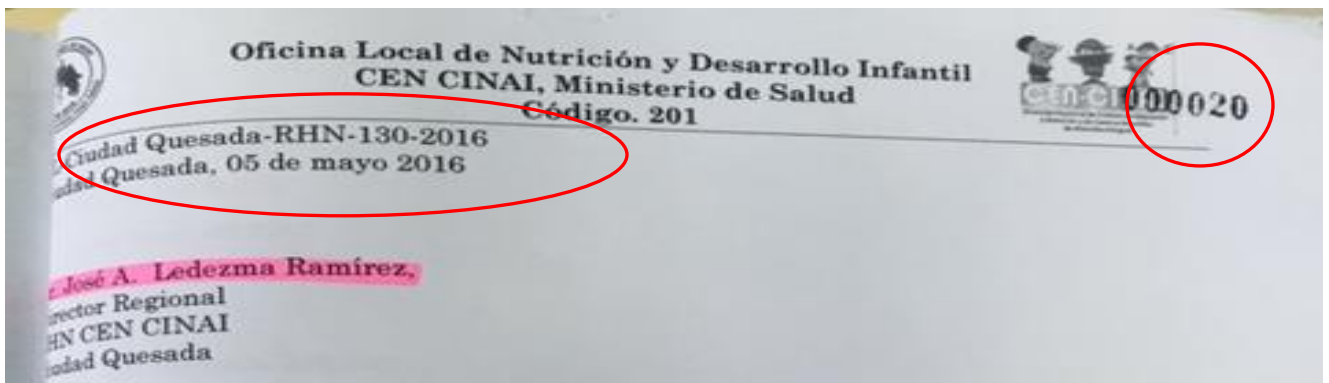 Oficina Local de Nutrición y Desarrollo Infantil
CEN CINAI, Ministerio de Salud
Código. 201
000020
Ciudad Quesada-RHN-130-2016
Quesada, 05 de mayo 2016
José A. Ledezma Ramírez,
Regional
CEN CINAI
Quesada